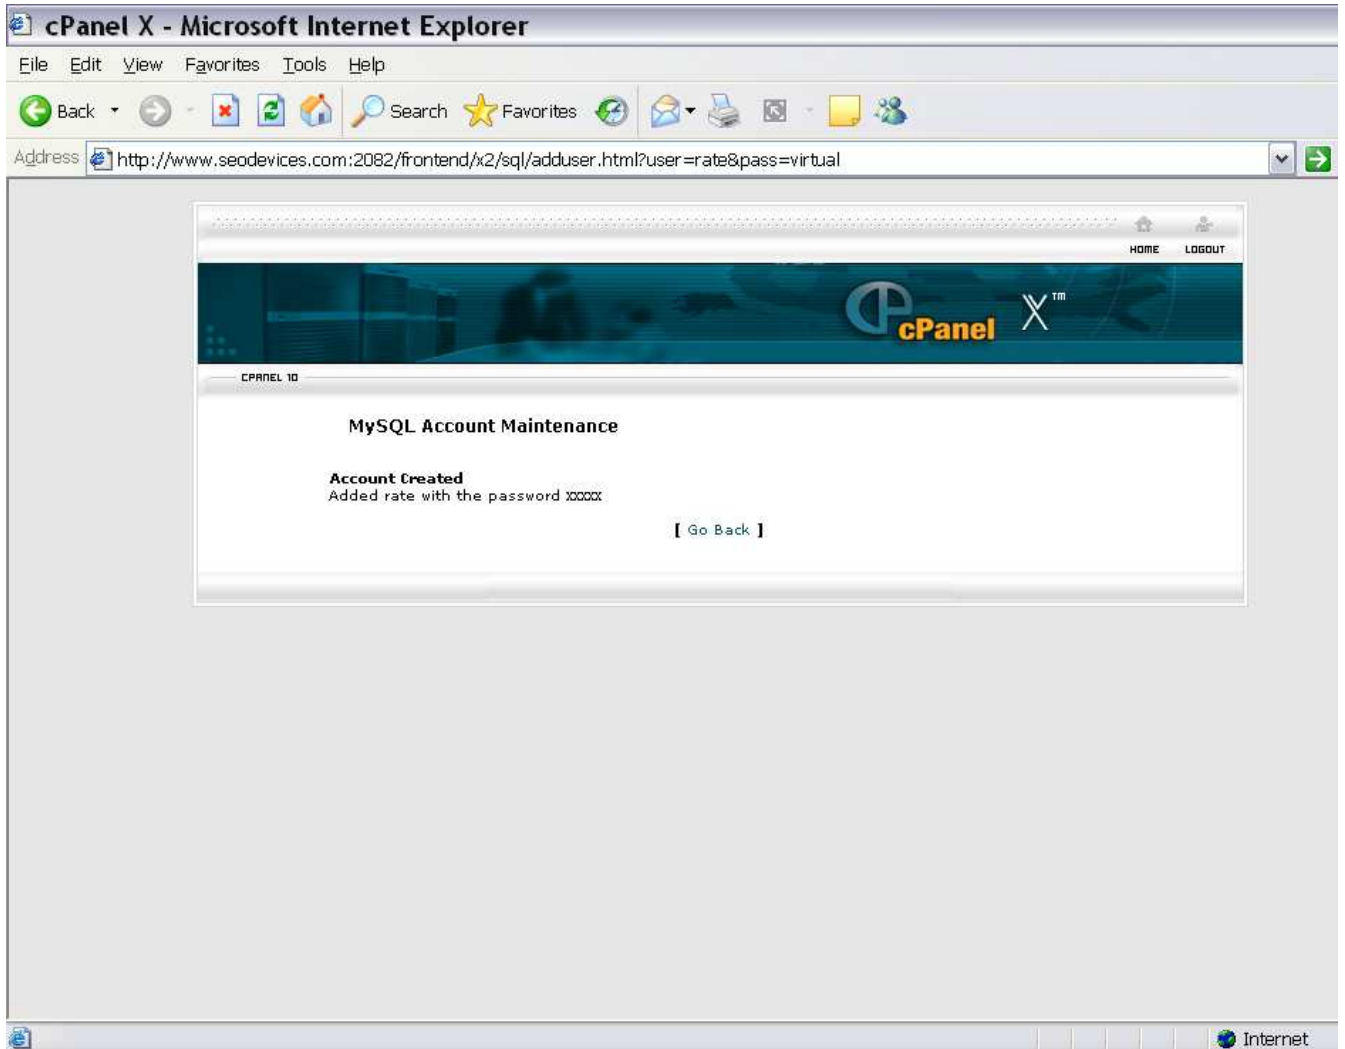 cPanel X - Microsoft Internet Explorer
File Edit View Favorites Tools Help
Back Search Favorites
Address http://www.seodevices.com:2082/frontend/x2/sql/adduser.html?user=rate&pass=virtual
HOME LOGOUT
cPanel X™
CPANEL 10
MySQL Account Maintenance
Account Created
Added rate with the password xxxxx
[ Go Back ]
Internet